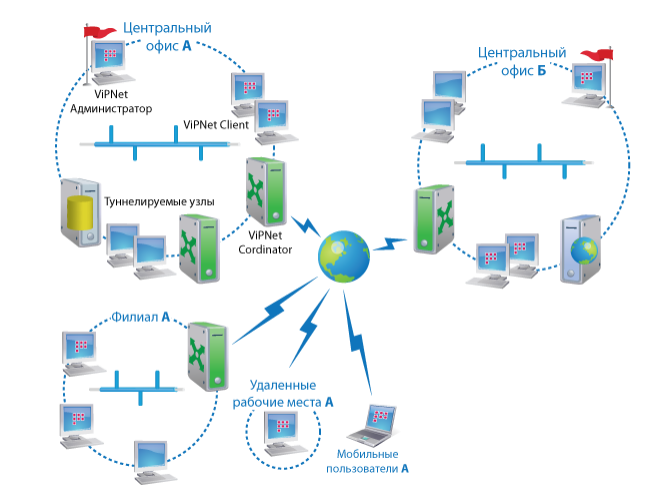 Центральный
офис А
ViPNet
Администратор
ViPNet Client
Туннелируемые узлы
ViPNet
Cordinator
Центральный
офис Б
Филиал А
Удаленные
рабочие места А
Мобильные
пользователи А